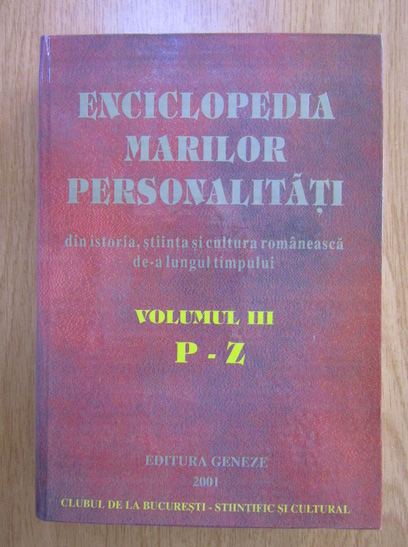 ENCICLOPEDIA
MARILOR
PERSONALITĂȚI
din istoria, știința și cultura românească
de-a lungul timpului
VOLUMUL III
P - Z
EDITURA GENEZE
2001
CLUBUL DE LA BUCUREȘTI - STIINTIFIC ȘI CULTURAL